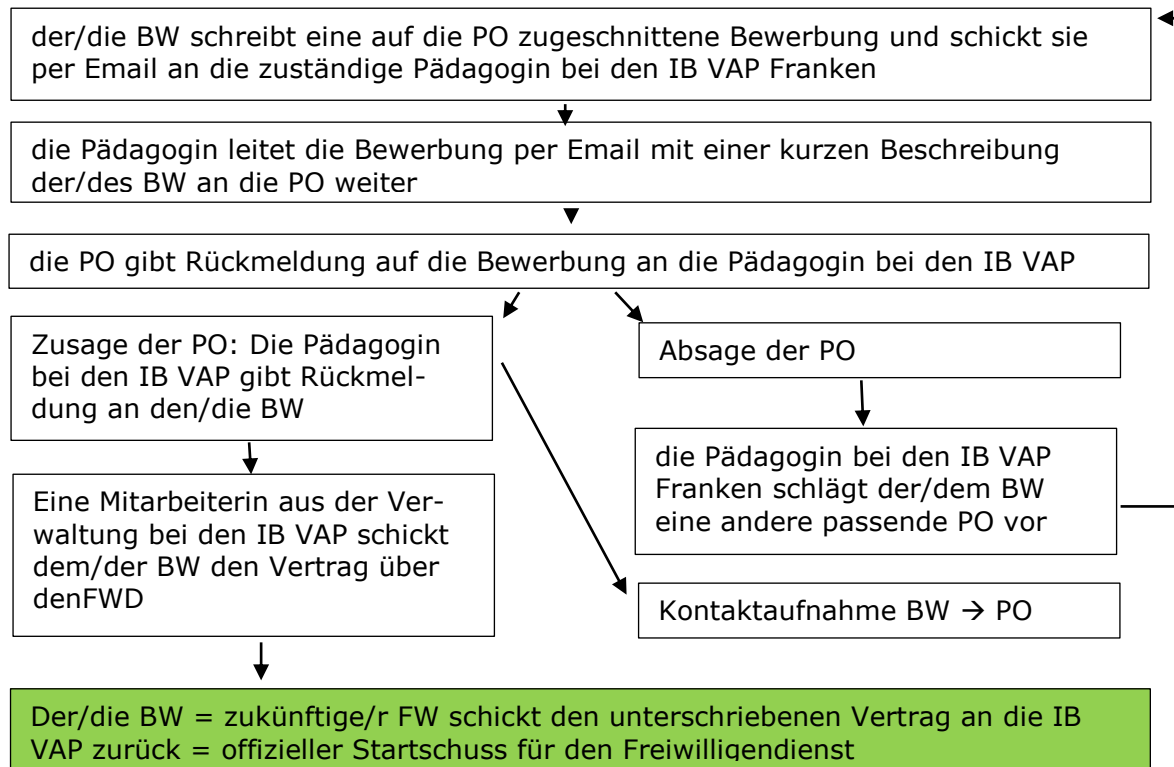 der/die BW schreibt eine auf die PO zugeschnittene Bewerbung und schickt sie
per Email an die zuständige Pädagogin bei den IB VAP Franken
die Pädagogin leitet die Bewerbung per Email mit einer kurzen Beschreibung
der/des BW an die PO weiter
die PO gibt Rückmeldung auf die Bewerbung an die Pädagogin bei den IB VAP
Zusage der PO: Die Pädagogin
bei den IB VAP gibt Rückmel-
dung an den/die BW
Absage der PO
die Pädagogin bei den IB VAP
Franken schlägt der/dem BW
eine andere passende PO vor
Eine Mitarbeiterin aus der Ver-
waltung bei den IB VAP schickt
dem/der BW den Vertrag über
denFWD
Kontaktaufnahme BW → PO
Der/die BW = zukünftige/r FW schickt den unterschriebenen Vertrag an die IB
VAP zurück = offizieller Startschuss für den Freiwilligendienst